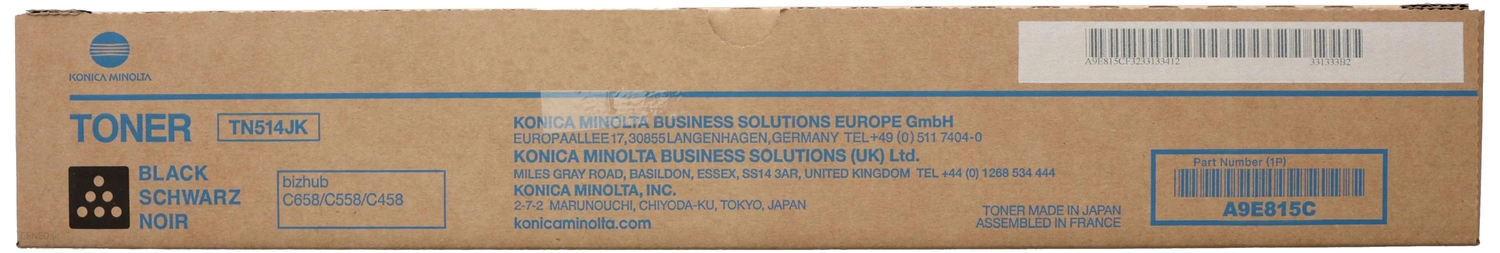 KONICA MINOLTA
A9E815CF3233133412
331333B2
TONER TN514JK
BLACK
SCHWARZ
NOIR
bizhub
C658/C558/C458
KONICA MINOLTA BUSINESS SOLUTIONS EUROPE GmbH
EUROPAALLEE 17, 30855 LANGENHAGEN, GERMANY TEL +49 (0) 511 7404-0
KONICA MINOLTA BUSINESS SOLUTIONS (UK) Ltd.
MILES GRAY ROAD, BASILDON, ESSEX, SS14 3AR, UNITED KINGDOM TEL +44 (0) 1268 534 444
KONICA MINOLTA, INC.
2-7-2 MARUNOUCHI, CHIYODA-KU, TOKYO, JAPAN
konicaminolta.com
TONER MADE IN JAPAN
ASSEMBLED IN FRANCE
Part Number (1P)
A9E815C